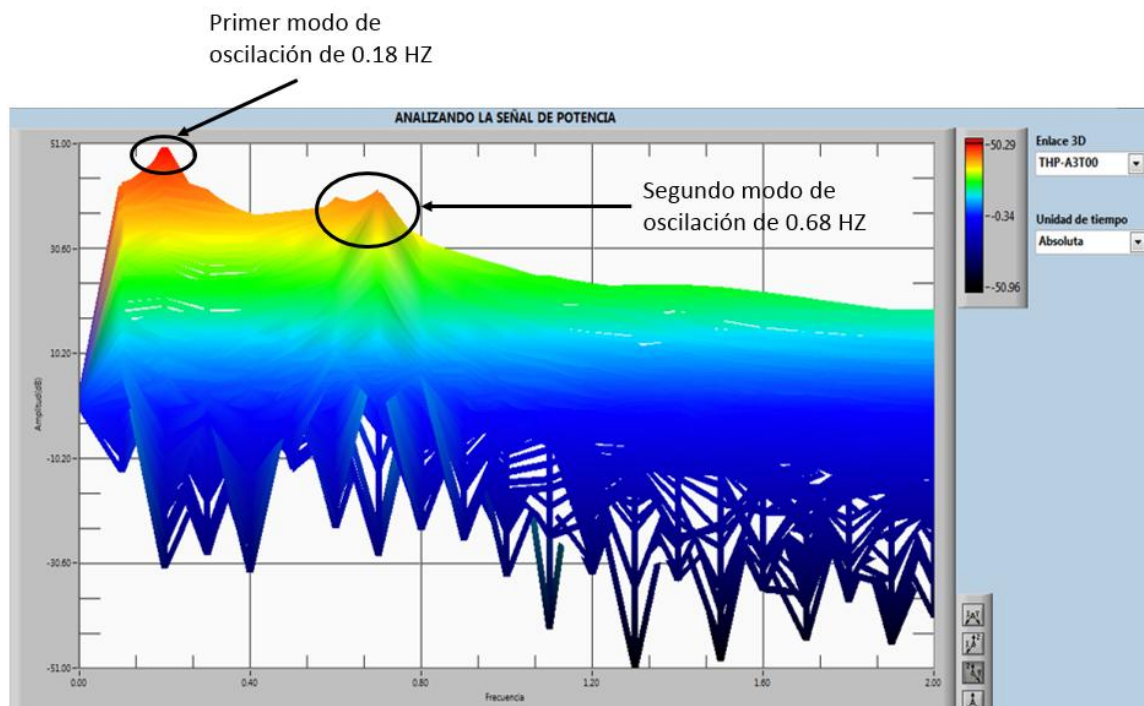 Primer modo de
oscilación de 0.18 HZ
ANALIZANDO LA SEÑAL DE POTENCIA
Segundo modo de
oscilación de 0.68 HZ
51.00
30.60
10.20
-10.20
-30.60
-51.00
Amplitud(dB)
0.00
0.40
0.80
1.20
1.60
2.00
Frecuencia
50.29
-0.34
-50.96
Enlace 3D
THP-A3T00
Unidad de tiempo
Absoluta